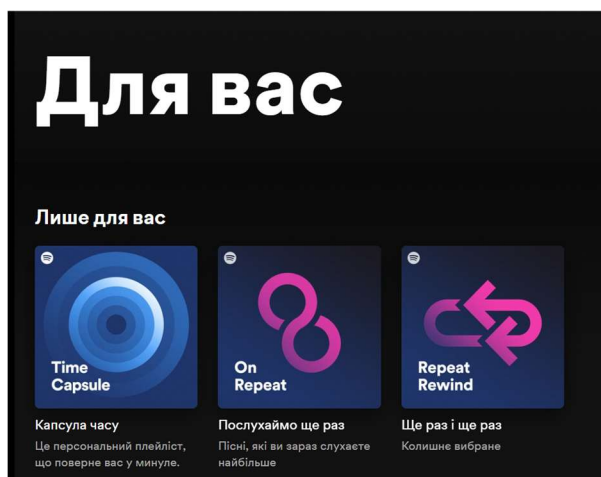 Для вас
Лише для вас
Time
Capsule
On
Repeat
Repeat
Rewind
Капсула часу
Це персональний плейліст,
що поверне вас у минуле.
Послухаймо ще раз
Пісні, які ви зараз слухаєте
найбільше
Ще раз і ще раз
Колишнє вибране